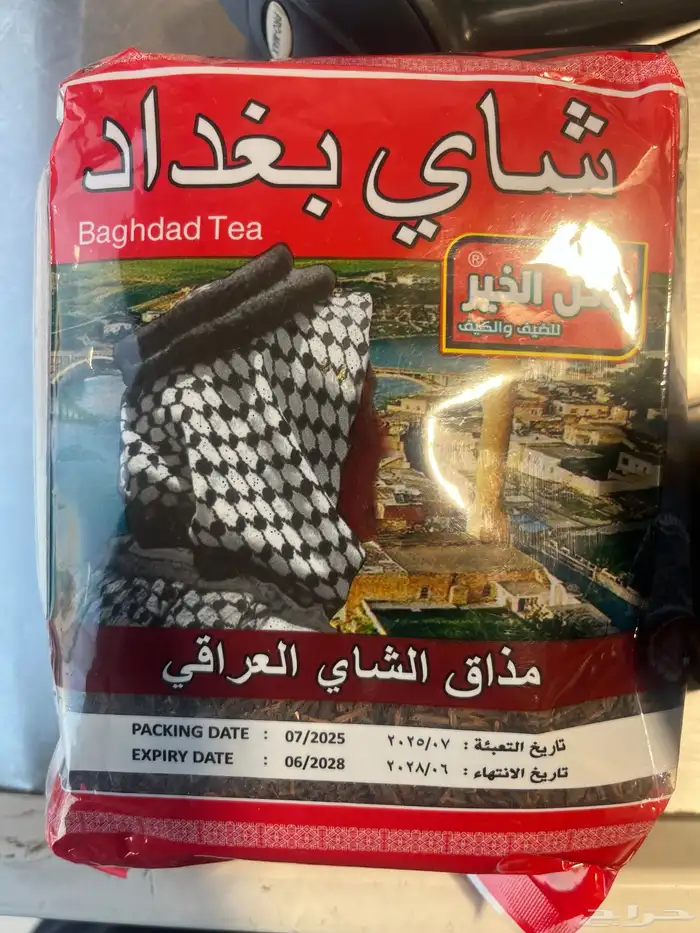 شاي بغداد
Baghdad Tea
®
الخير
للضيف والكيف
مذاق الشاي العراقي
PACKING DATE : 07/2025 تاريخ التعبئة : ٢٠٢٥/٠٧
EXPIRY DATE : 06/2028 تاريخ الانتهاء : ٢٠٢٨/٠٦
حراج